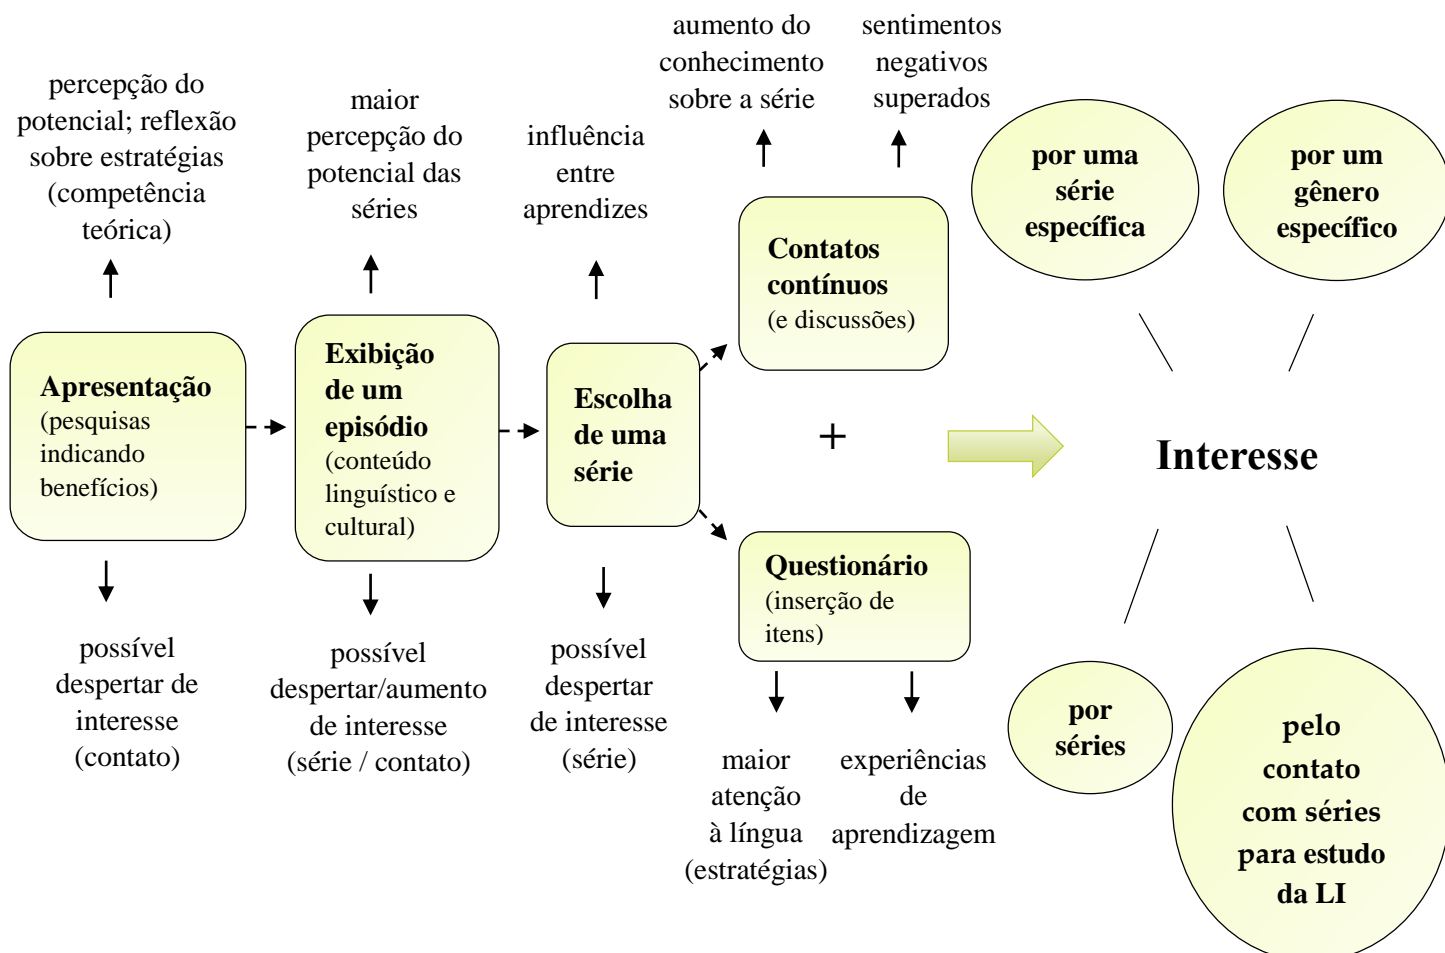 percepção do
potencial; reflexão
sobre estratégias
(competência
teórica)
maior
percepção do
potencial das
séries
influência
entre
aprendizes
aumento do
conhecimento
sobre a série
sentimentos
negativos
superados
Apresentação
(pesquisas
indicando
benefícios)
Exibição
de um
episódio
(conteúdo
linguístico e
cultural)
Escolha
de uma
série
Contatos
contínuos
(e discussões)
+
Questionário
(inserção de
itens)
possível
despertar de
interesse
(contato)
possível
despertar/aumento
de interesse
(série / contato)
possível
despertar
de interesse
(série)
maior
atenção
à língua
(estratégias)
experiências
de
aprendizagem
por uma
série
específica
por um
gênero
específico
Interesse
por
séries
pelo
contato
com séries
para estudo
da LI